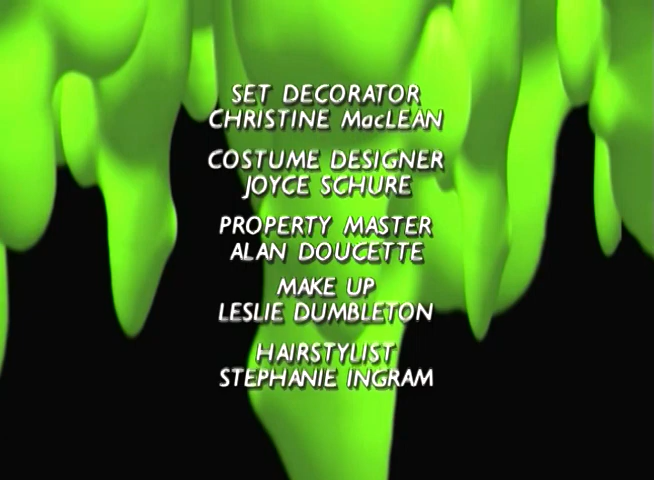 SET DECORATOR
CHRISTINE MacLEAN
COSTUME DESIGNER
JOYCE SCHURE
PROPERTY MASTER
ALAN DOUCETTE
MAKE UP
LESLIE DUMBLETON
HAIRSTYLIST
STEPHANIE INGRAM